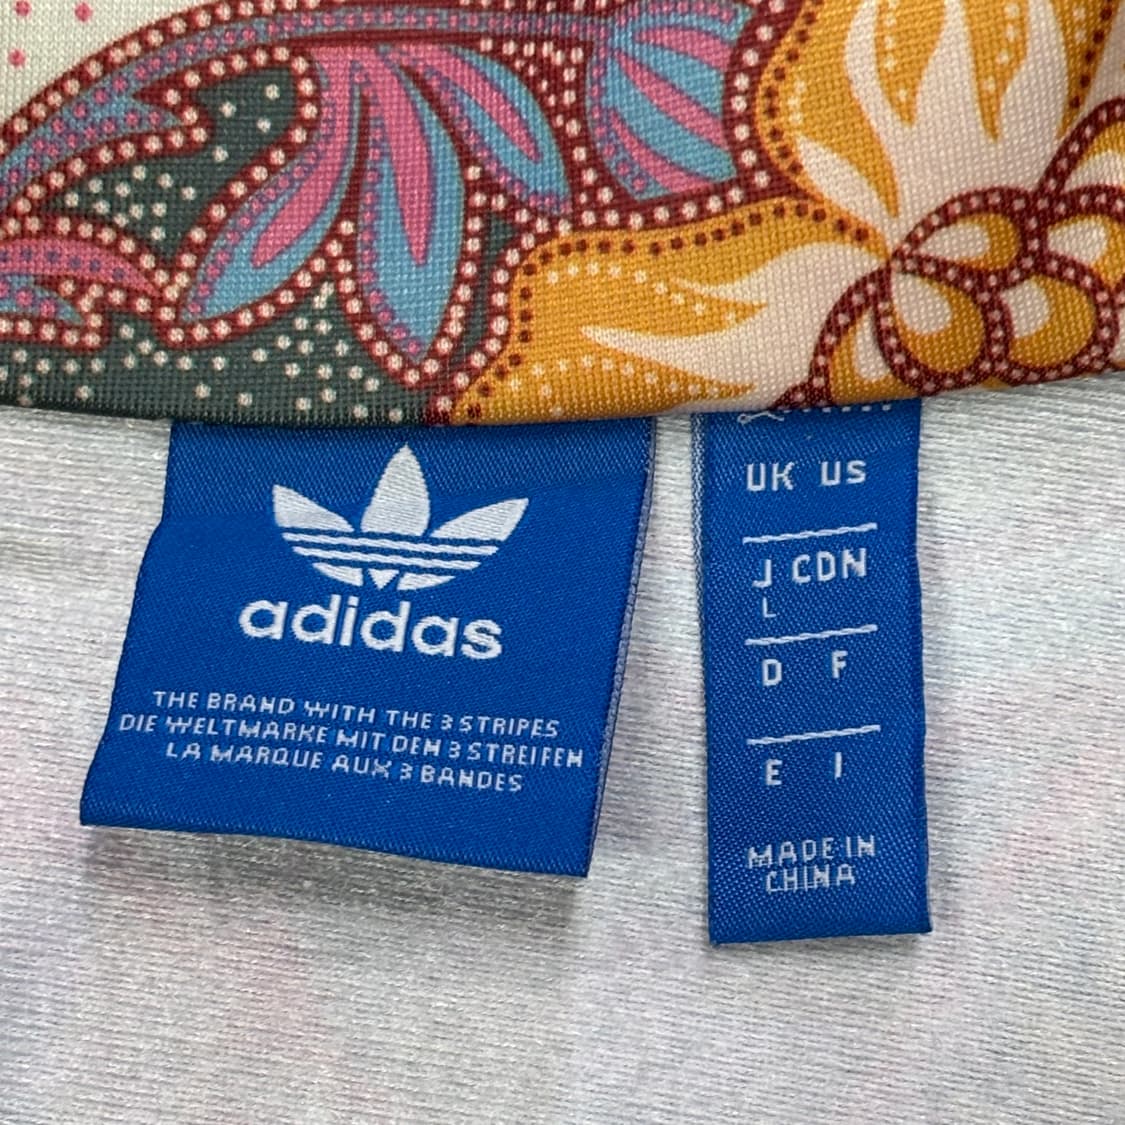 adidas
THE BRAND WITH THE 3 STRIPES
DIE WELTMARKE MIT DEN 3 STREIFEN
LA MARQUE AUX 3 BANDES
UK US
J CDN
L
D F
E I
MADE IN
CHINA